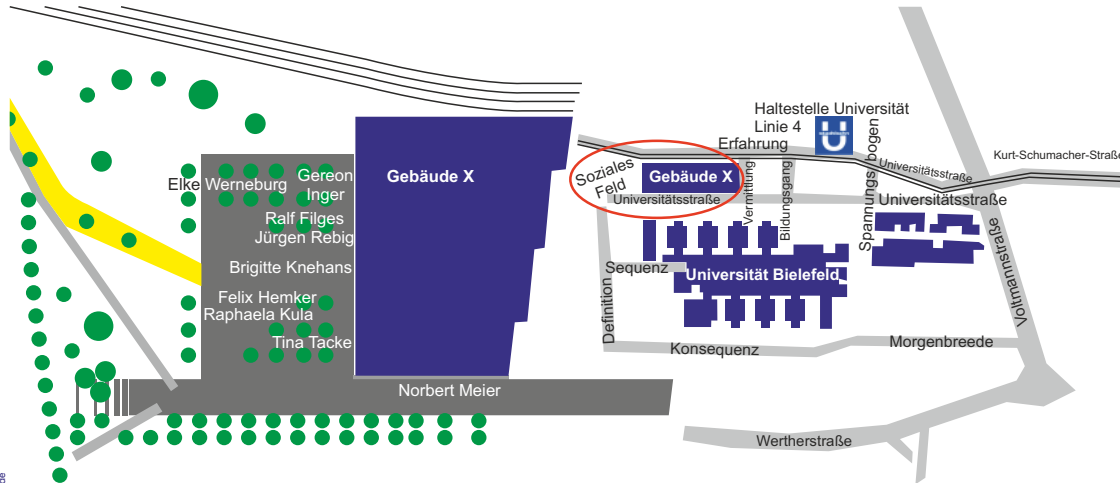 Elke Werneburg
Gereon
Inger
Ralf Filges
Jürgen Rebig
Brigitte Knehans
Felix Hemker
Raphaela Kula
Tina Tacke
Norbert Meier
Gebäude X
Haltestelle Universität
Linie 4
Erfahrung
Soziales
Feld
Gebäude X
Universitätsstraße
Vermittlung
Bildungsgang
Spannungsbogen
Universitätsstraße
Kurt-Schumacher-Straße
Universitätsstraße
Voltmannstraße
Sequenz
Universität Bielefeld
Definition
Konsequenz
Morgenbreede
Wertherstraße
de